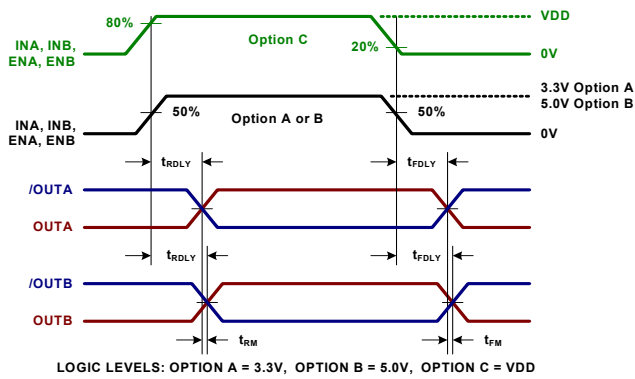 80%
VDD
Option C
INA, INB,
ENA, ENB
20%
0V
3.3V Option A
5.0V Option B
50%
Option A or B
50%
INA, INB,
ENA, ENB
0V
tRDLY
tFDLY
/OUTA
OUTA
tRDLY
tFDLY
/OUTB
OUTB
tRM
tFM
LOGIC LEVELS: OPTION A = 3.3V, OPTION B = 5.0V, OPTION C = VDD